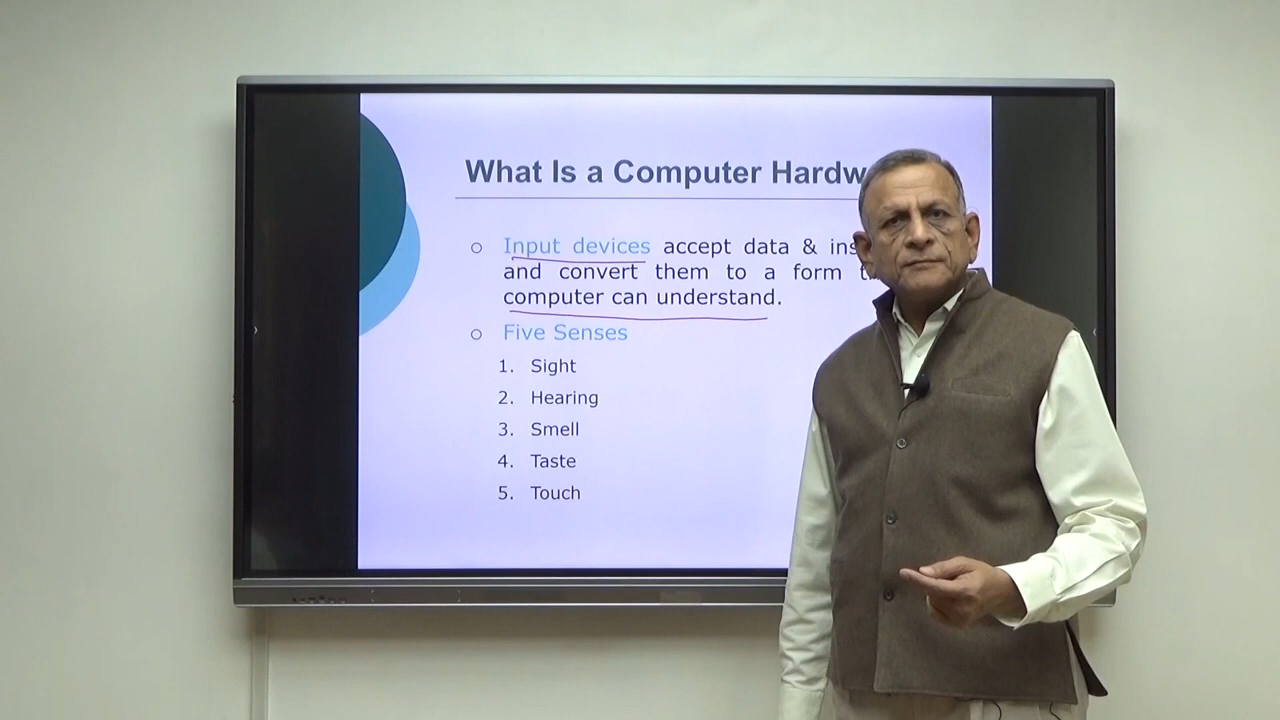 What Is a Computer Hardw
Input devices accept data & ins
and convert them to a form t
computer can understand.
Five Senses
1. Sight
2. Hearing
3. Smell
4. Taste
5. Touch